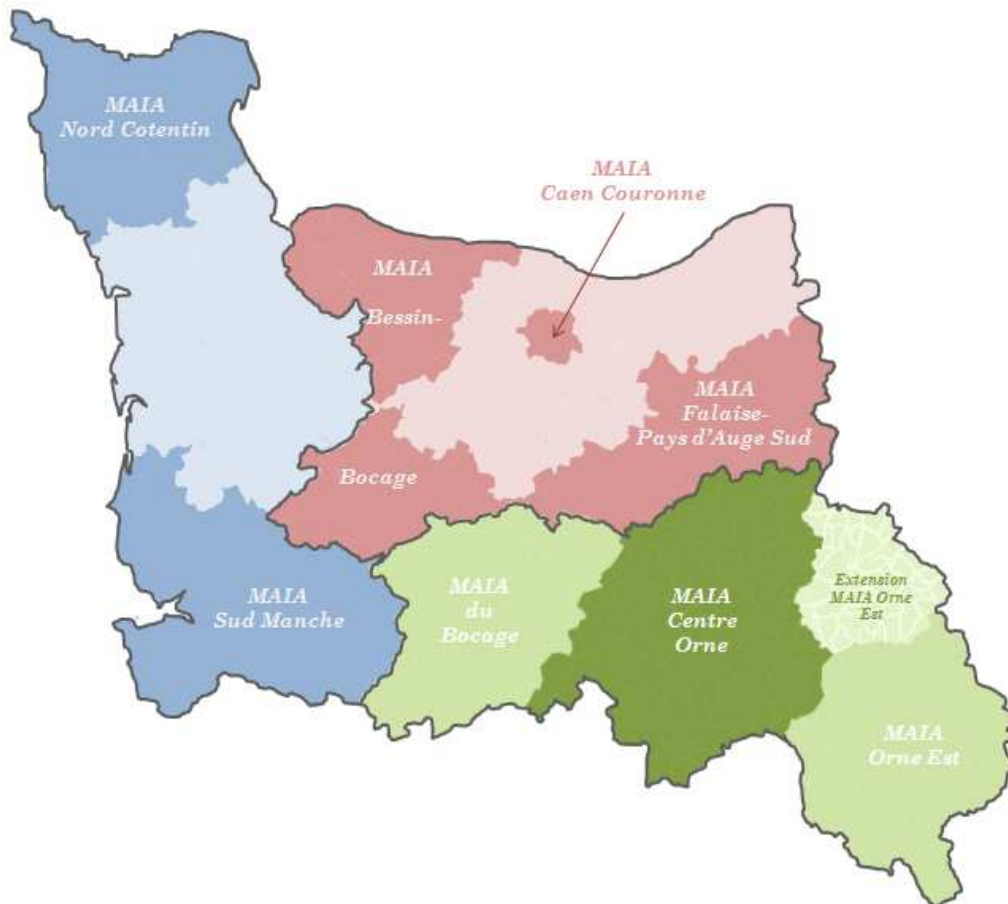 MAIA
Nord Cotentin
MAIA
Caen Couronne
MAIA
Bessin-
Bocage
MAIA
Falaise-
Pays d'Auge Sud
MAIA
Sud Manche
MAIA
du
Bocage
MAIA
Centre
Orne
Extension
MAIA Orne
Est
MAIA
Orne Est